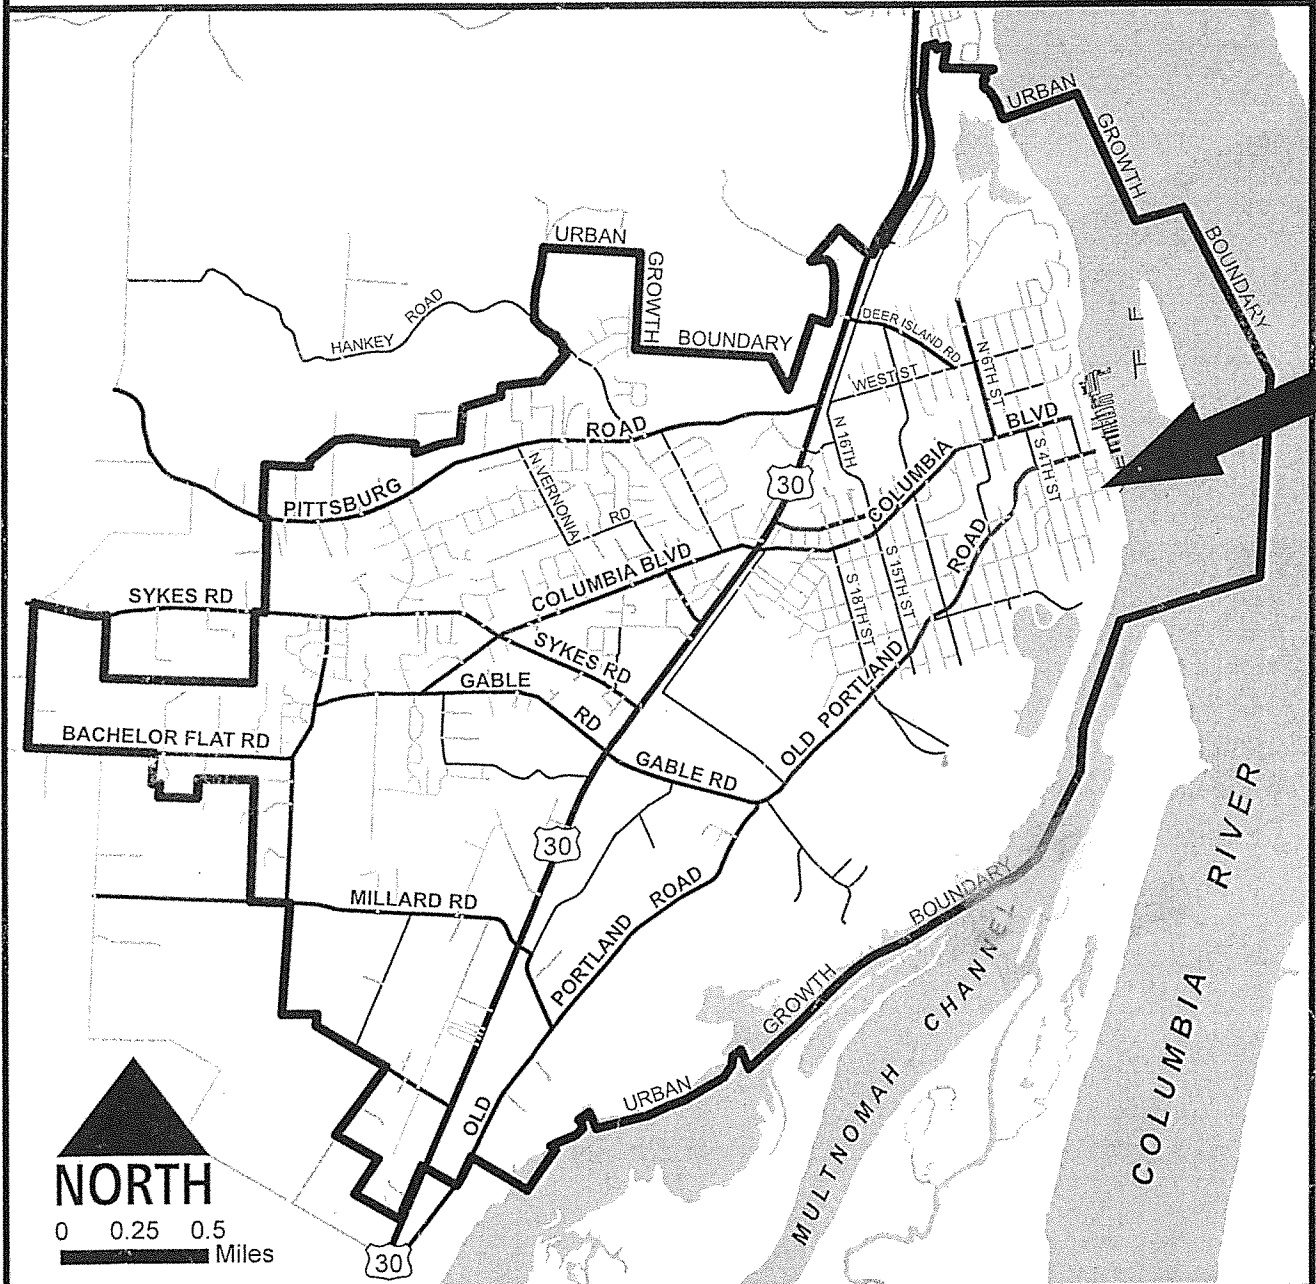 URBAN
GROWTH
BOUNDARY
URBAN
GROWTH
BOUNDARY
HANKEY ROAD
DEER ISLAND RD
WEST ST
N 6TH ST
BLVD
N 16TH
S 4TH ST
COLUMBIA
PITTSBURG
ROAD
N VERNONIA
RD
30
ROAD
COLUMBIA BLVD
S 15TH ST
S 18TH ST
SYKES RD
SYKES RD
GABLE
RD
BACHELOR FLAT RD
GABLE RD
OLD PORTLAND
30
MILLARD RD
PORTLAND ROAD
OLD
BOUNDARY
GROWTH
URBAN
MULTNOMAH CHANNEL
COLUMBIA RIVER
NORTH
0 0.25 0.5
Miles
30